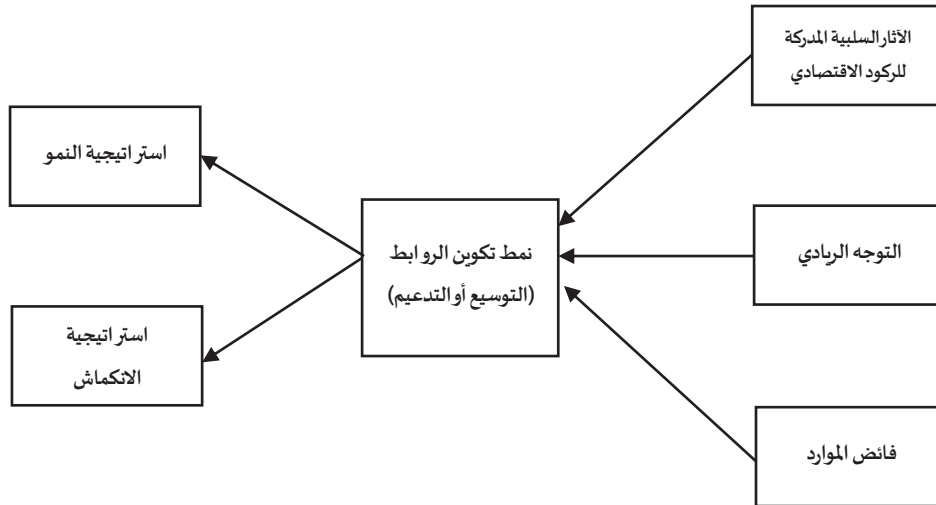 الآثار السلبية المدركة
للركود الاقتصادي
استراتيجية النمو
التوجه الريادي
نمط تكوين الروابط
(التوسيع أو التدعيم)
استراتيجية
الانكماش
فائض الموارد